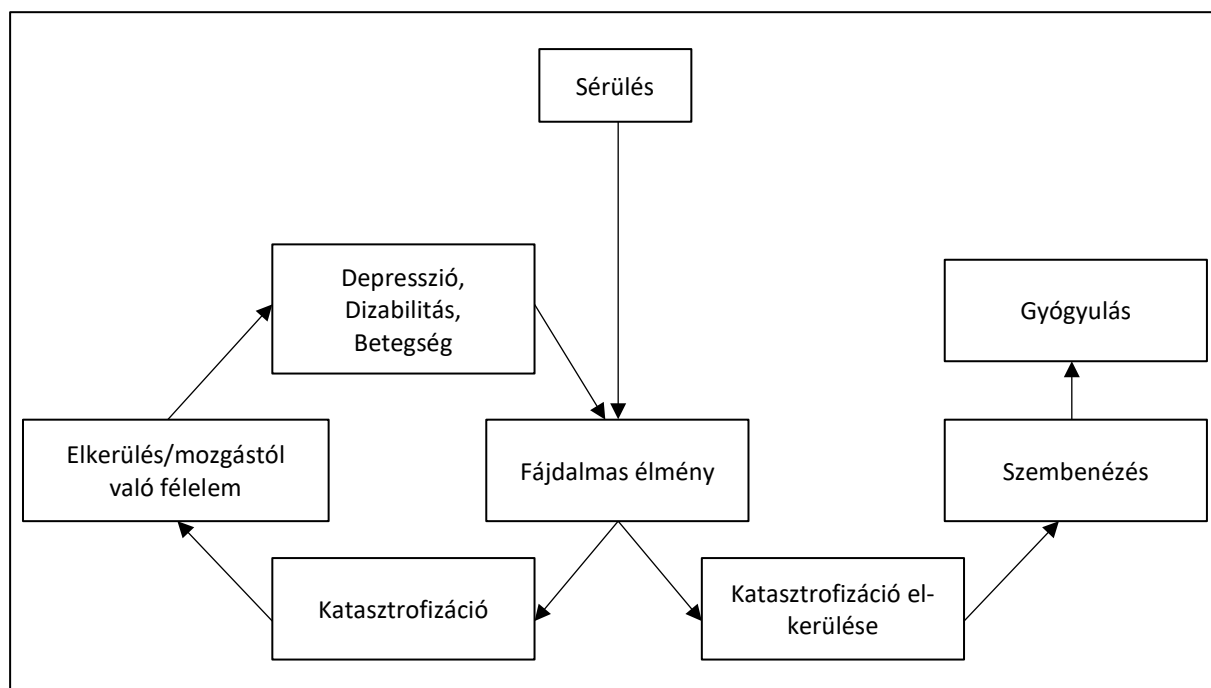 Sérülés
Depresszió,
Dizabilitás,
Betegség
Gyógyulás
Elkerülés/mozgástól
való félelem
Fájdalmas élmény
Szembenézés
Katasztrofizáció
Katasztrofizáció el-
kerülése